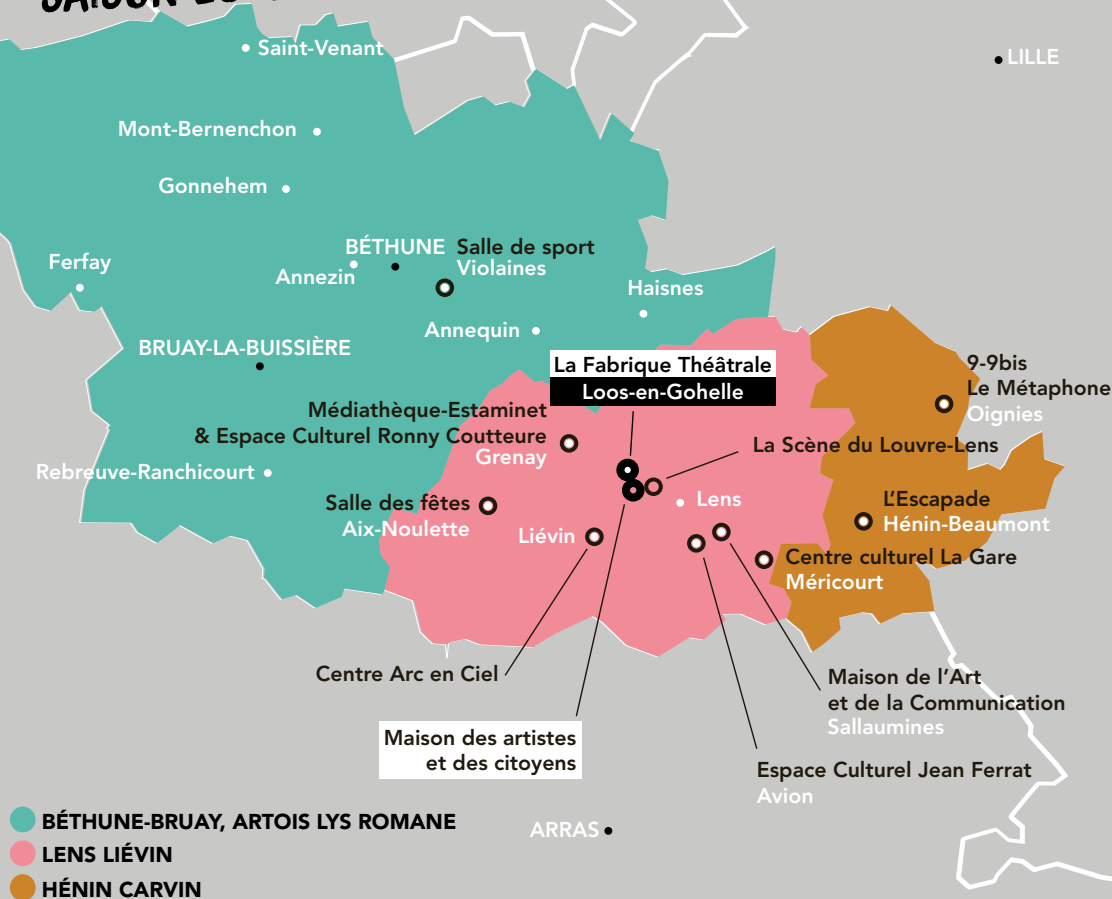 Saint-Venant
LILLE
Mont-Bernenchon
Gonnehem
BÉTHUNE
Salle de sport
Violaines
Ferfay
Annezin
Haisnes
Annequin
BRUAY-LA-BUISSIÈRE
La Fabrique Théâtrale
Loos-en-Gohelle
9-9bis
Le Métaphone
Oignies
Médiathèque-Estaminet
& Espace Culturel Ronny Coutteure
Grenay
La Scène du Louvre-Lens
Rebreuve-Ranchicourt
Salle des fêtes
Aix-Noulette
Lens
L'Escapade
Hénin-Beaumont
Liévin
Centre culturel La Gare
Méricourt
Centre Arc en Ciel
Maison de l'Art
et de la Communication
Sallaumines
Maison des artistes
et des citoyens
Espace Culturel Jean Ferrat
Avion
ARRAS
BÉTHUNE-BRUAY, ARTOIS LYS ROMANE
LENS LIÉVIN
HÉNIN CARVIN